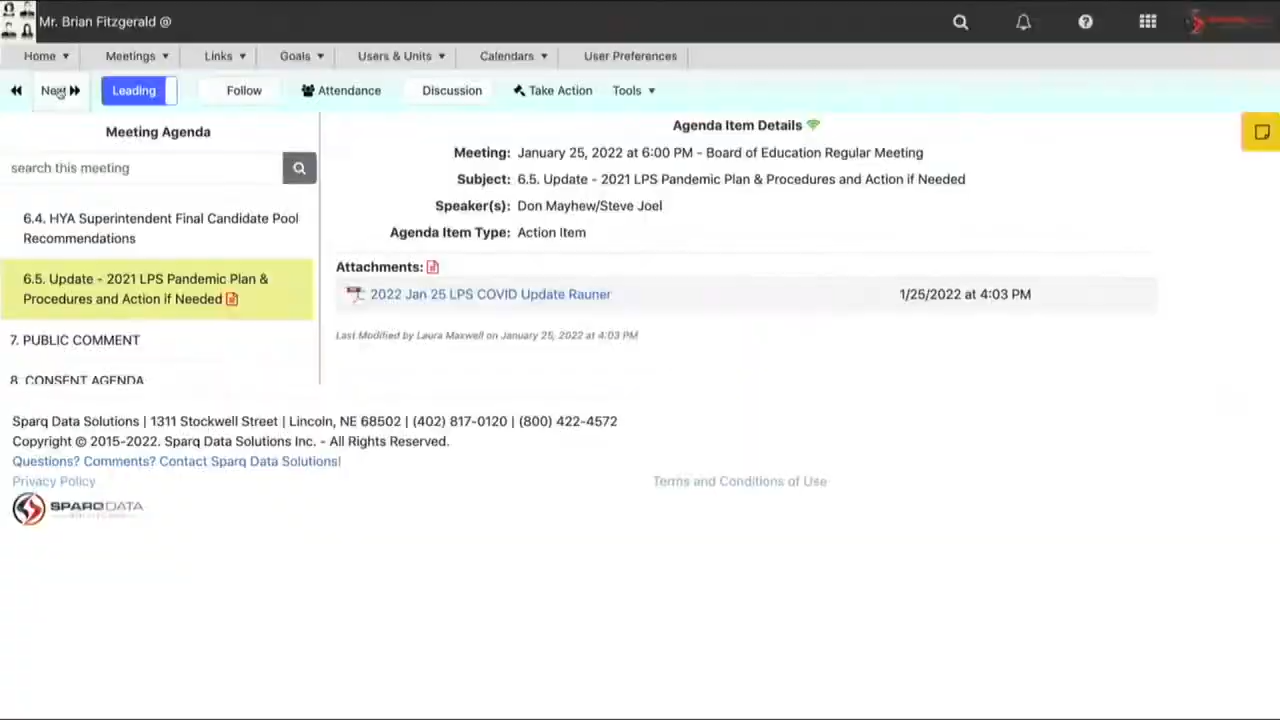 Mr. Brian Fitzgerald @
Home Meetings Links Goals Users & Units Calendars User Preferences
Next Leading Follow Attendance Discussion Take Action Tools
Meeting Agenda
search this meeting
6.4. HYA Superintendent Final Candidate Pool
Recommendations
6.5. Update - 2021 LPS Pandemic Plan &
Procedures and Action if Needed
7. PUBLIC COMMENT
8. CONSENT AGENDA
Agenda Item Details
Meeting: January 25, 2022 at 6:00 PM - Board of Education Regular Meeting
Subject: 6.5. Update - 2021 LPS Pandemic Plan & Procedures and Action if Needed
Speaker(s): Don Mayhew/Steve Joel
Agenda Item Type: Action Item
Attachments:
2022 Jan 25 LPS COVID Update Rauner 1/25/2022 at 4:03 PM
Last Modified by Laura Maxwell on January 25, 2022 at 4:03 PM
Sparq Data Solutions | 1311 Stockwell Street | Lincoln, NE 68502 | (402) 817-0120 | (800) 422-4572
Copyright © 2015-2022. Sparq Data Solutions Inc. - All Rights Reserved.
Questions? Comments? Contact Sparq Data Solutions!
Privacy Policy Terms and Conditions of Use
SPARQDATA